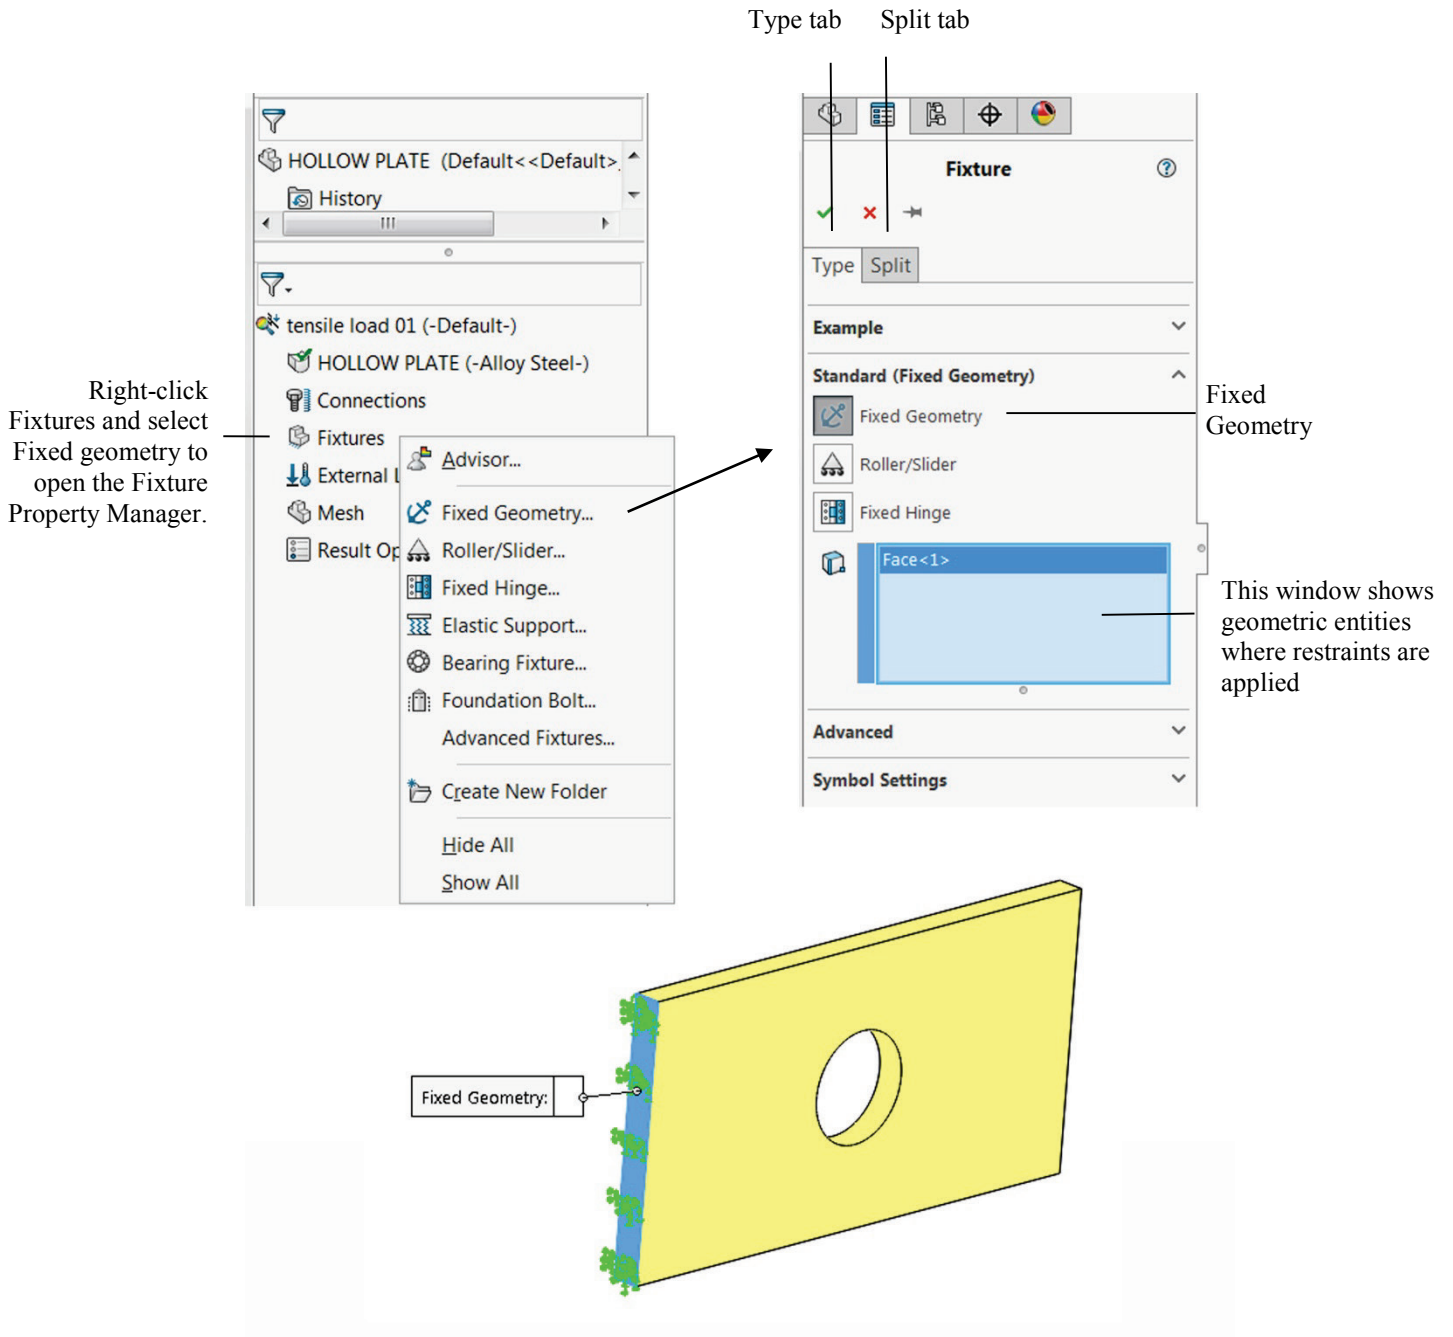 Type tab
Split tab
HOLLOW PLATE (Default<<Default>
History
tensile load 01 (-Default-)
HOLLOW PLATE (-Alloy Steel-)
Connections
Fixtures
External L
Mesh
Result Op
Right-click
Fixtures and select
Fixed geometry to
open the Fixture
Property Manager.
Advisor...
Fixed Geometry...
Roller/Slider...
Fixed Hinge...
Elastic Support...
Bearing Fixture...
Foundation Bolt...
Advanced Fixtures...
Create New Folder
Hide All
Show All
Fixture
Type
Split
Example
Standard (Fixed Geometry)
Fixed Geometry
Roller/Slider
Fixed Hinge
Face<1>
Advanced
Symbol Settings
Fixed
Geometry
This window shows
geometric entities
where restraints are
applied
Fixed Geometry: